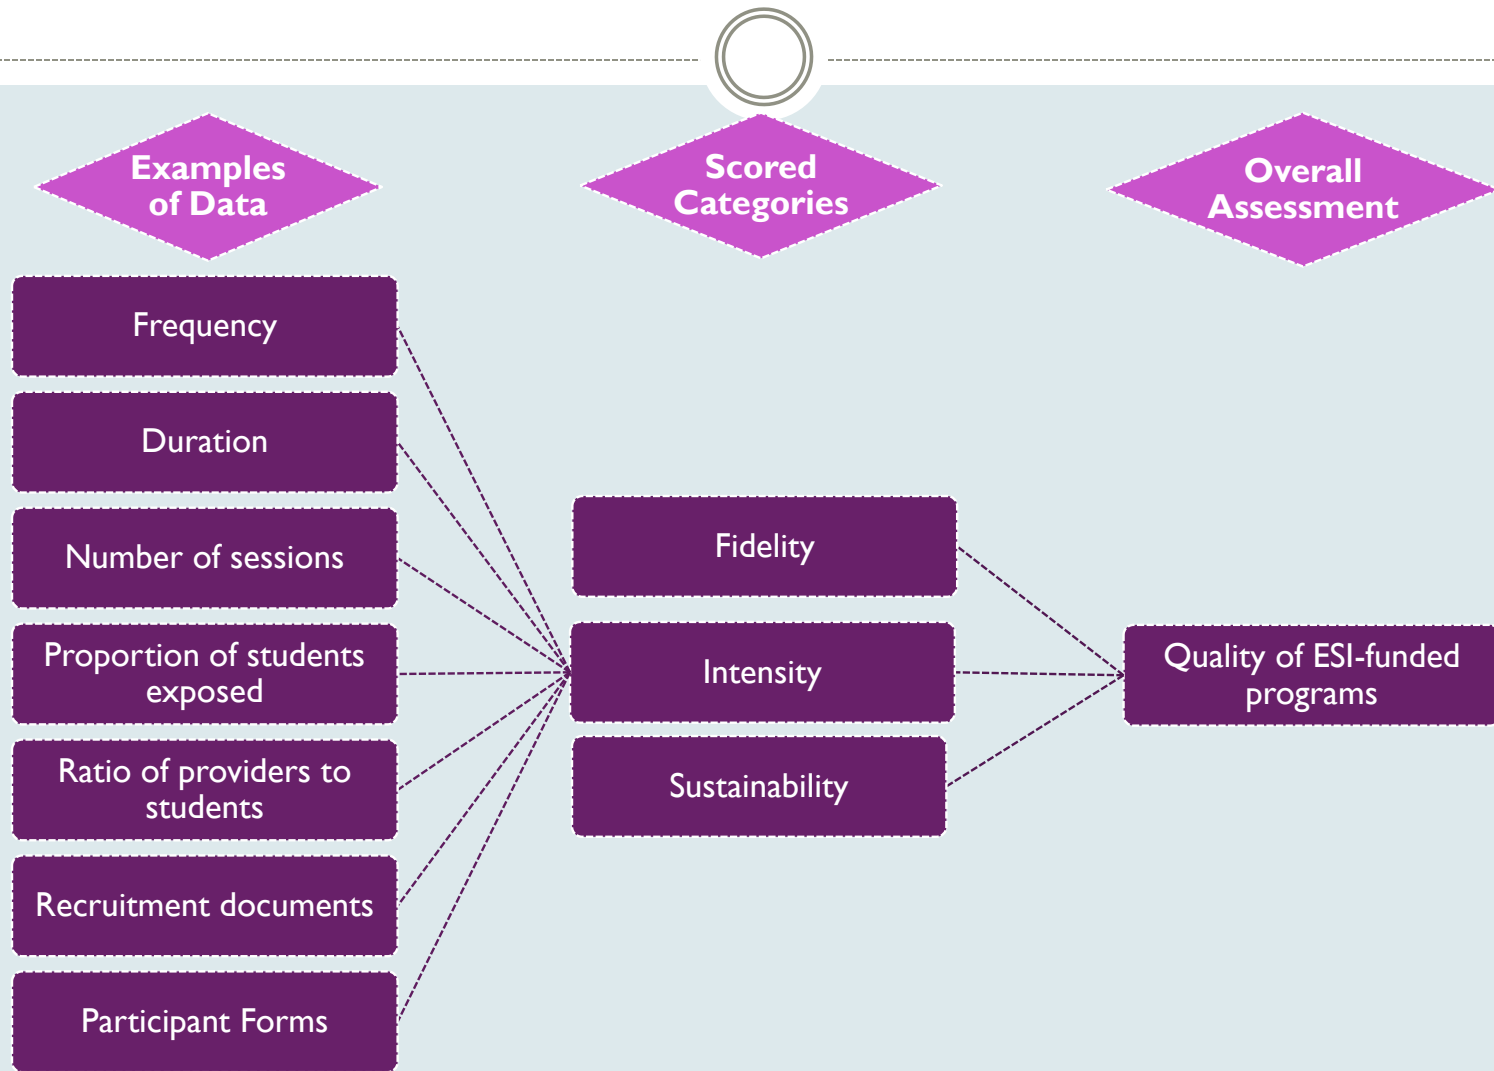 Examples
of Data
Scored
Categories
Overall
Assessment
Frequency
Duration
Number of sessions
Proportion of students
exposed
Ratio of providers to
students
Recruitment documents
Participant Forms
Fidelity
Intensity
Sustainability
Quality of ESI-funded
programs